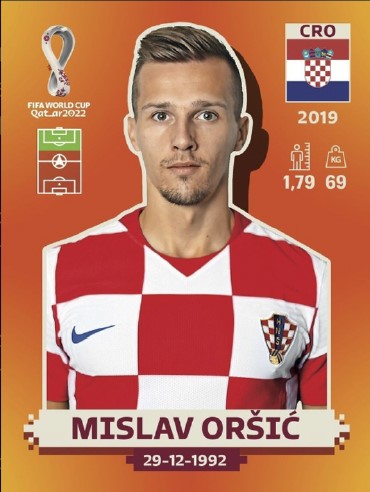 CRO
FIFA WORLD CUP
Qatar2022
2019
KG
1,79 69
MISLAV ORŠIĆ
29-12-1992